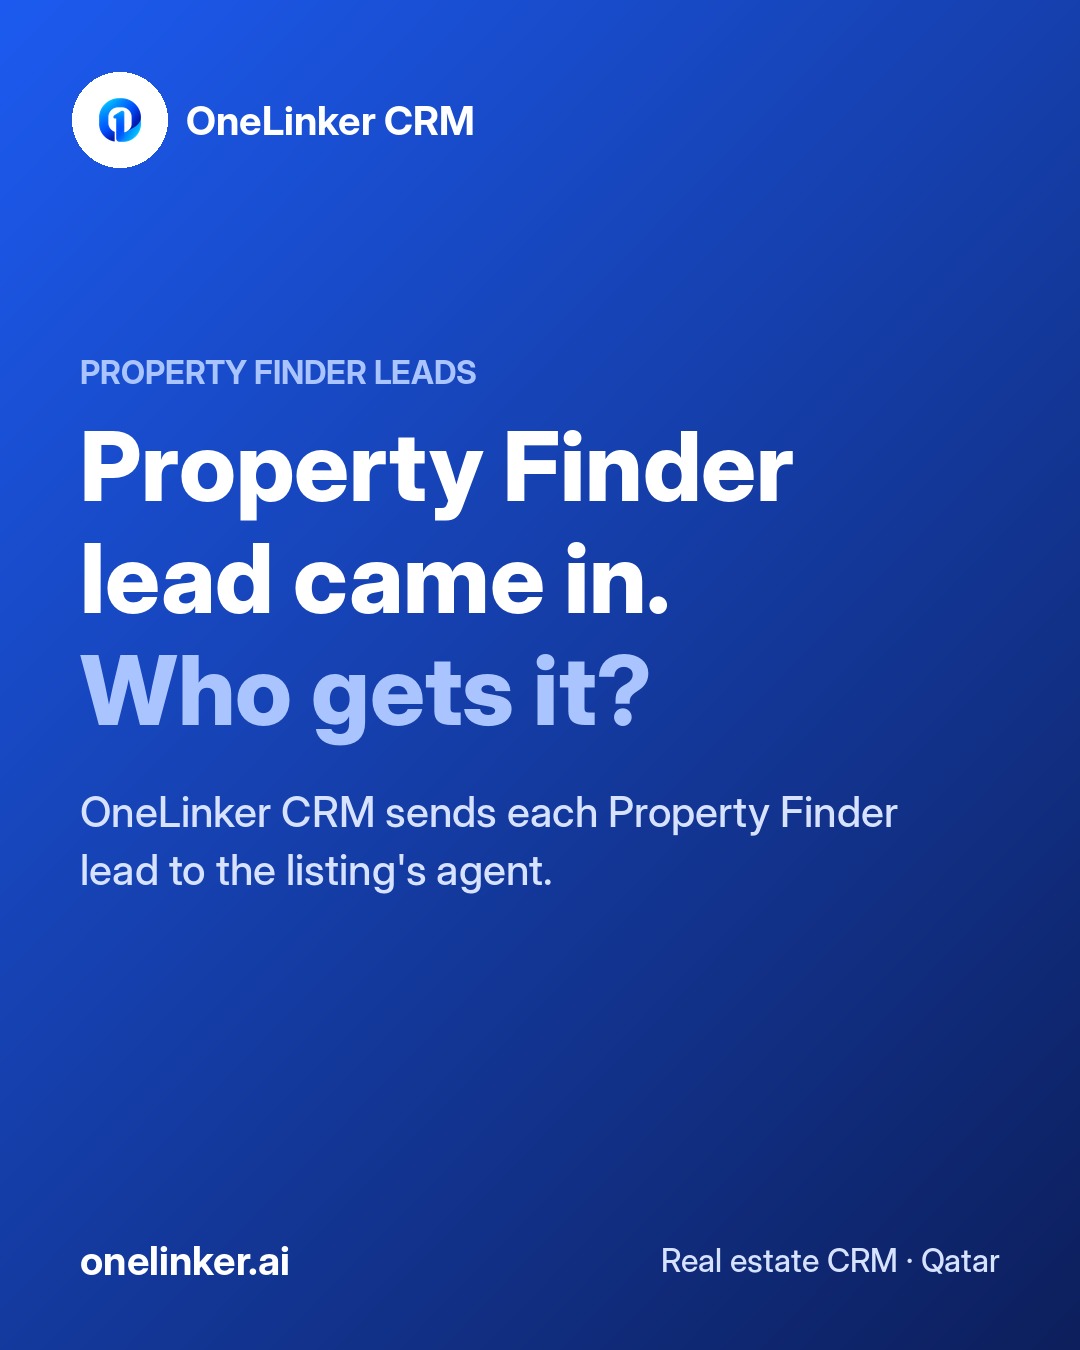 OneLinker CRM
PROPERTY FINDER LEADS
Property Finder
lead came in.
Who gets it?
OneLinker CRM sends each Property Finder
lead to the listing's agent.
onelinker.ai
Real estate CRM · Qatar